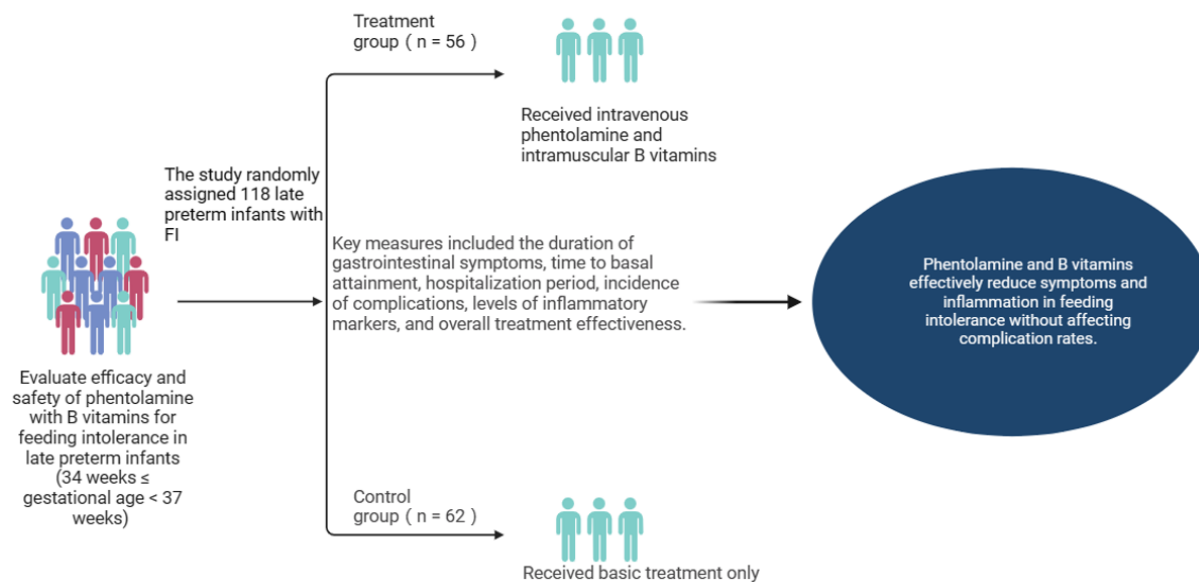 Treatment
group ( n = 56 )
Received intravenous
phentolamine and
intramuscular B vitamins
The study randomly
assigned 118 late
preterm infants with
FI
Key measures included the duration of
gastrointestinal symptoms, time to basal
attainment, hospitalization period, incidence
of complications, levels of inflammatory
markers, and overall treatment effectiveness.
Phentolamine and B vitamins
effectively reduce symptoms and
inflammation in feeding
intolerance without affecting
complication rates.
Evaluate efficacy and
safety of phentolamine
with B vitamins for
feeding intolerance in
late preterm infants
(34 weeks ≤
gestational age < 37
weeks)
Control
group ( n = 62 )
Received basic treatment only